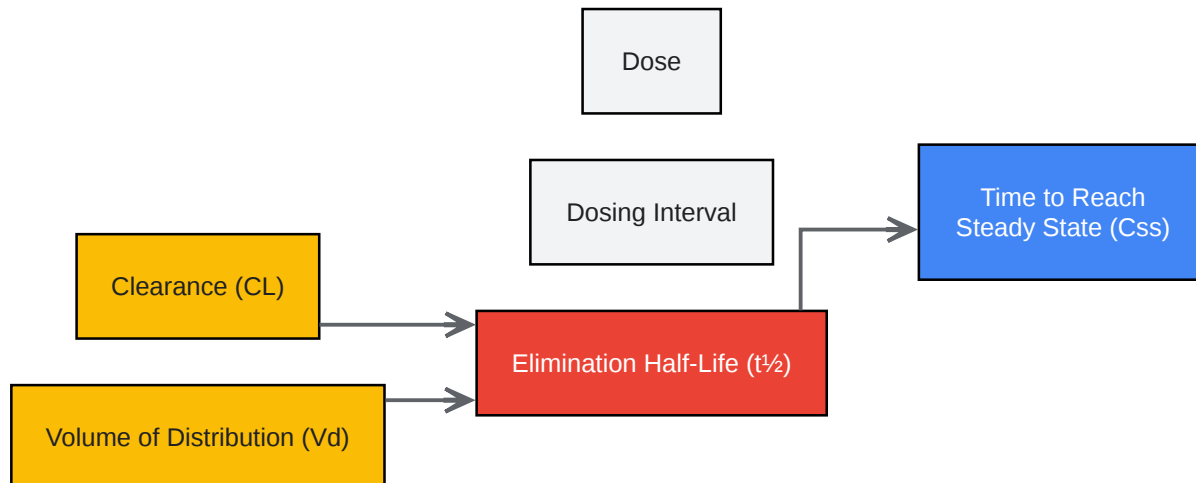 Dose
Dosing Interval
Time to Reach
Steady State (Css)
Clearance (CL)
Elimination Half-Life (t½)
Volume of Distribution (Vd)